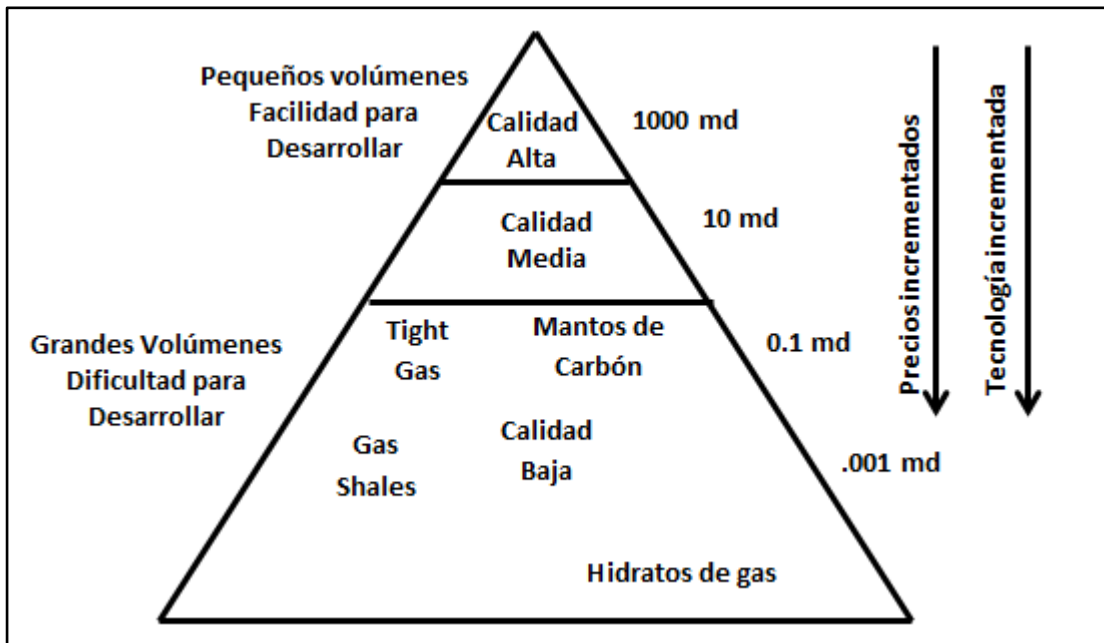 Pequeños volúmenes
Facilidad para
Desarrollar
Calidad
Alta
1000 md
Calidad
Media
10 md
Grandes Volúmenes
Dificultad para
Desarrollar
Tight
Gas
Mantos de
Carbón
0.1 md
Gas
Shales
Calidad
Baja
.001 md
Hidratos de gas
Precios incrementados
Tecnología incrementada